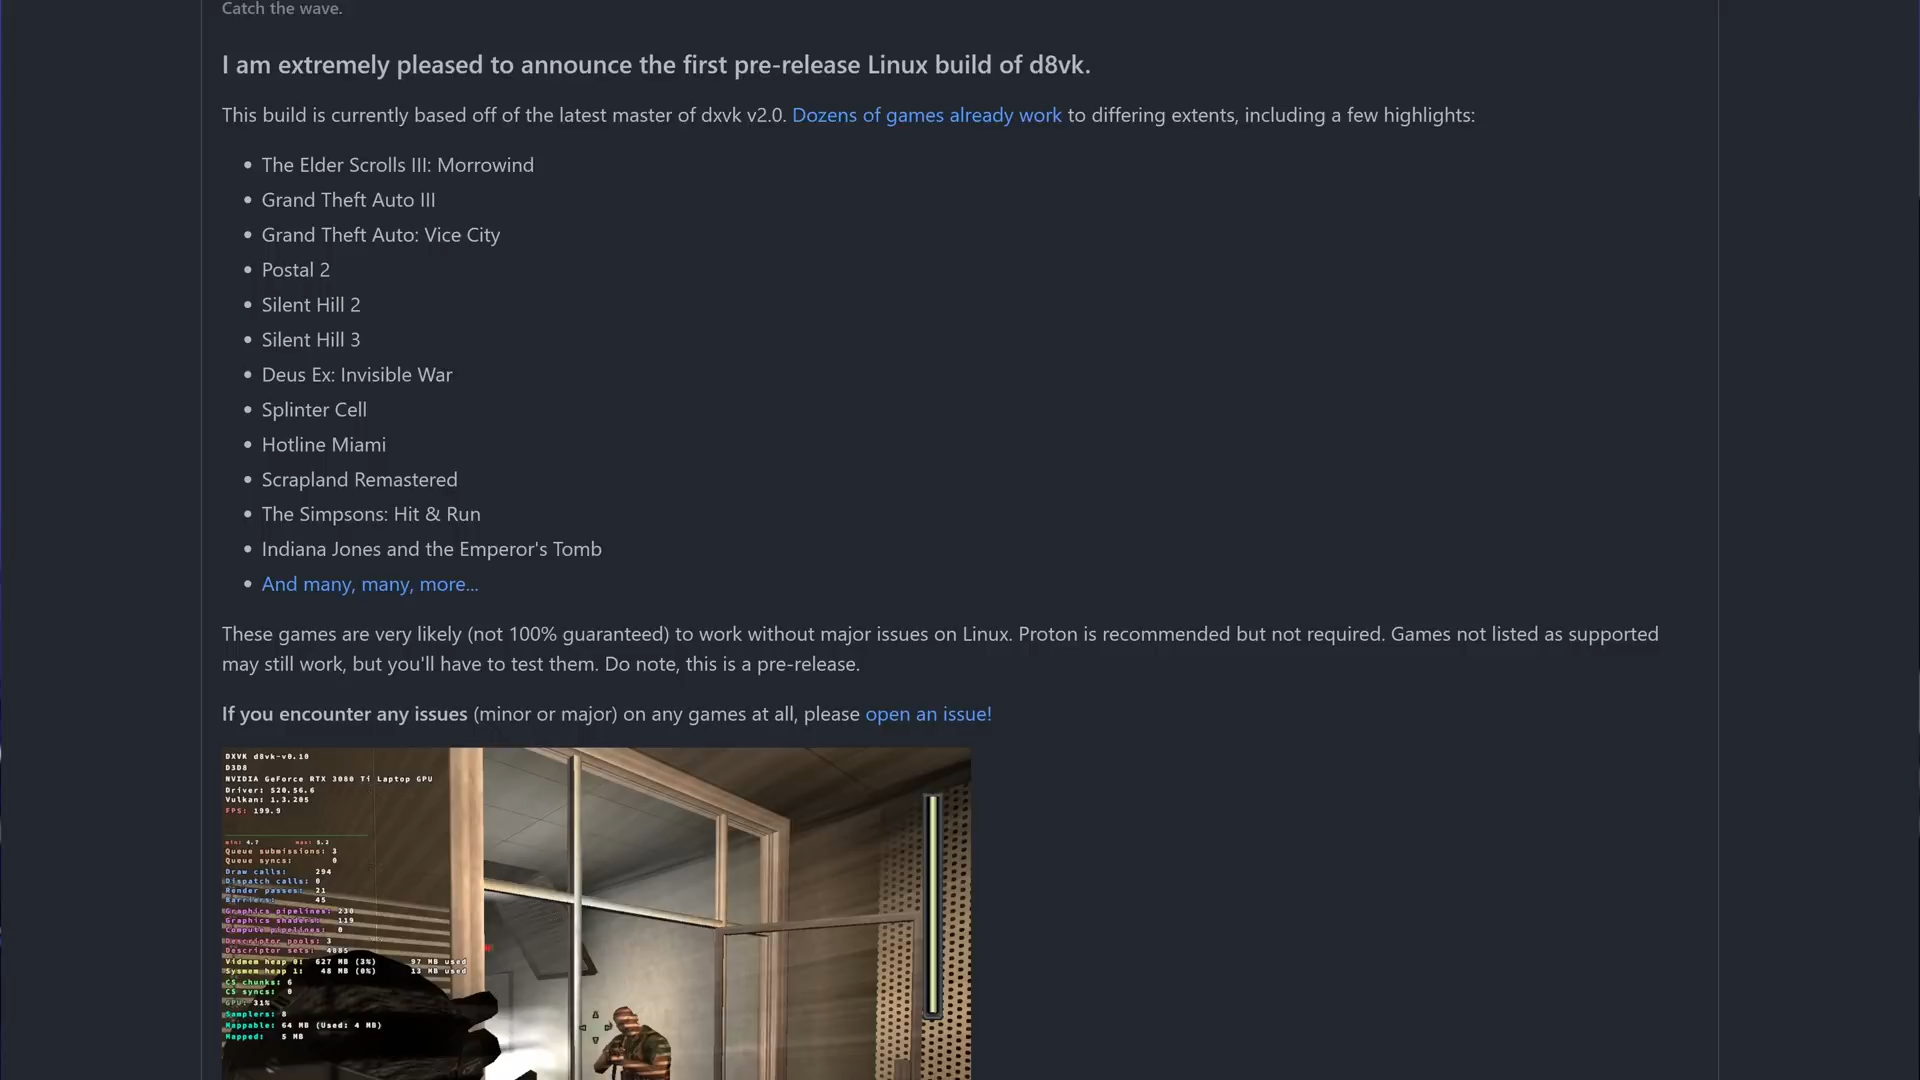 Catch the wave.
I am extremely pleased to announce the first pre-release Linux build of d8vk.
This build is currently based off of the latest master of dxvk v2.0. Dozens of games already work to differing extents, including a few highlights:
The Elder Scrolls III: Morrowind
Grand Theft Auto III
Grand Theft Auto: Vice City
Postal 2
Silent Hill 2
Silent Hill 3
Deus Ex: Invisible War
Splinter Cell
Hotline Miami
Scrapland Remastered
The Simpsons: Hit & Run
Indiana Jones and the Emperor's Tomb
And many, many, more...
These games are very likely (not 100% guaranteed) to work without major issues on Linux. Proton is recommended but not required. Games not listed as supported
may still work, but you'll have to test them. Do note, this is a pre-release.
If you encounter any issues (minor or major) on any games at all, please open an issue!
DXVK d8vk-v0.10
D3D8
NVIDIA GeForce RTX 3080 Ti Laptop GPU
Driver: 520.56.6
Vulkan: 1.3.205
FPS: 199.9
min: 4.7 max: 5.2
Queue submissions: 3
Queue syncs: 0
Draw calls: 294
Dispatch calls: 0
Render passes: 21
Barriers: 45
Graphics pipelines: 230
Graphics shaders: 119
Compute pipelines: 0
Descriptor pools: 3
Descriptor sets: 4805
Vidmem heap 0: 627 MB (3%) 97 MB used
Sysmem heap 1: 48 MB (0%) 13 MB used
CS chunks: 6
CS syncs: 0
GPU: 31%
Samplers: 8
Mappable: 64 MB (Used: 4 MB)
Mapped: 5 MB